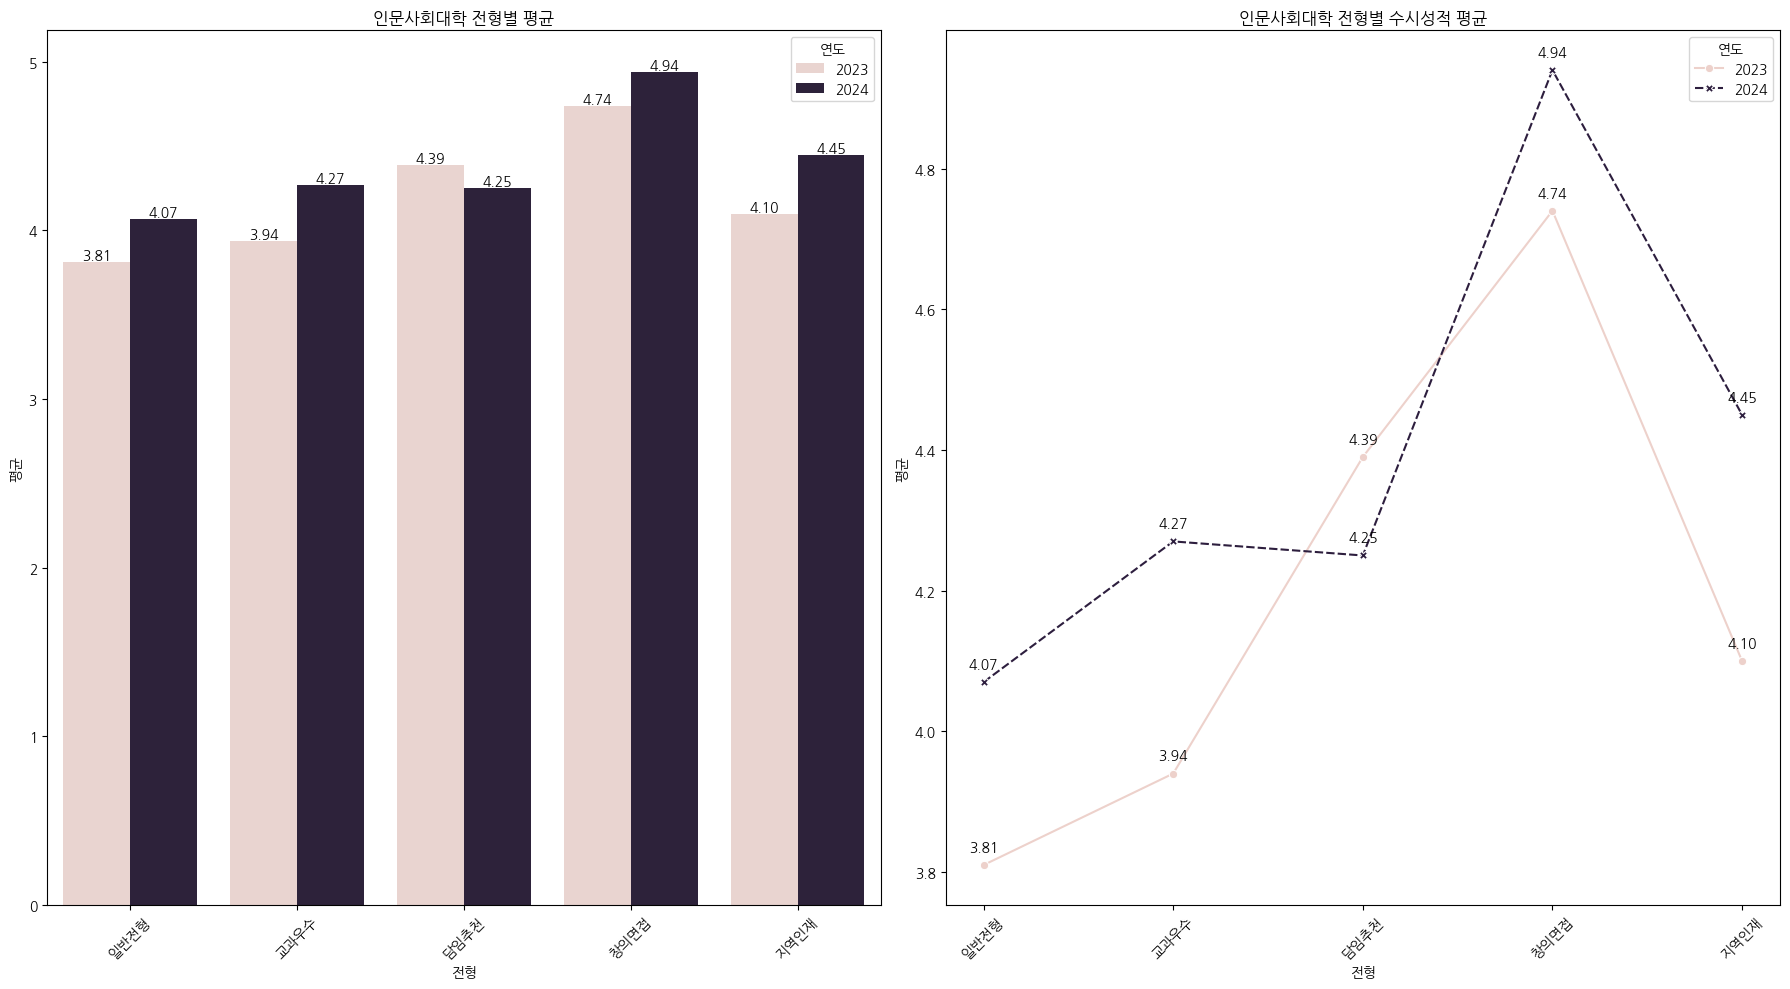 인문사회대학 전형별 평균
연도
2023
2024
5
4
3
2
1
0
평균
3.81
4.07
3.94
4.27
4.39
4.25
4.74
4.94
4.10
4.45
일반전형
교과우수
담임추천
창의면접
지역인재
전형
인문사회대학 전형별 수시성적 평균
연도
2023
2024
4.8
4.6
4.4
4.2
4.0
3.8
평균
3.81
4.07
3.94
4.27
4.39
4.25
4.74
4.94
4.10
4.45
일반전형
교과우수
담임추천
창의면접
지역인재
전형